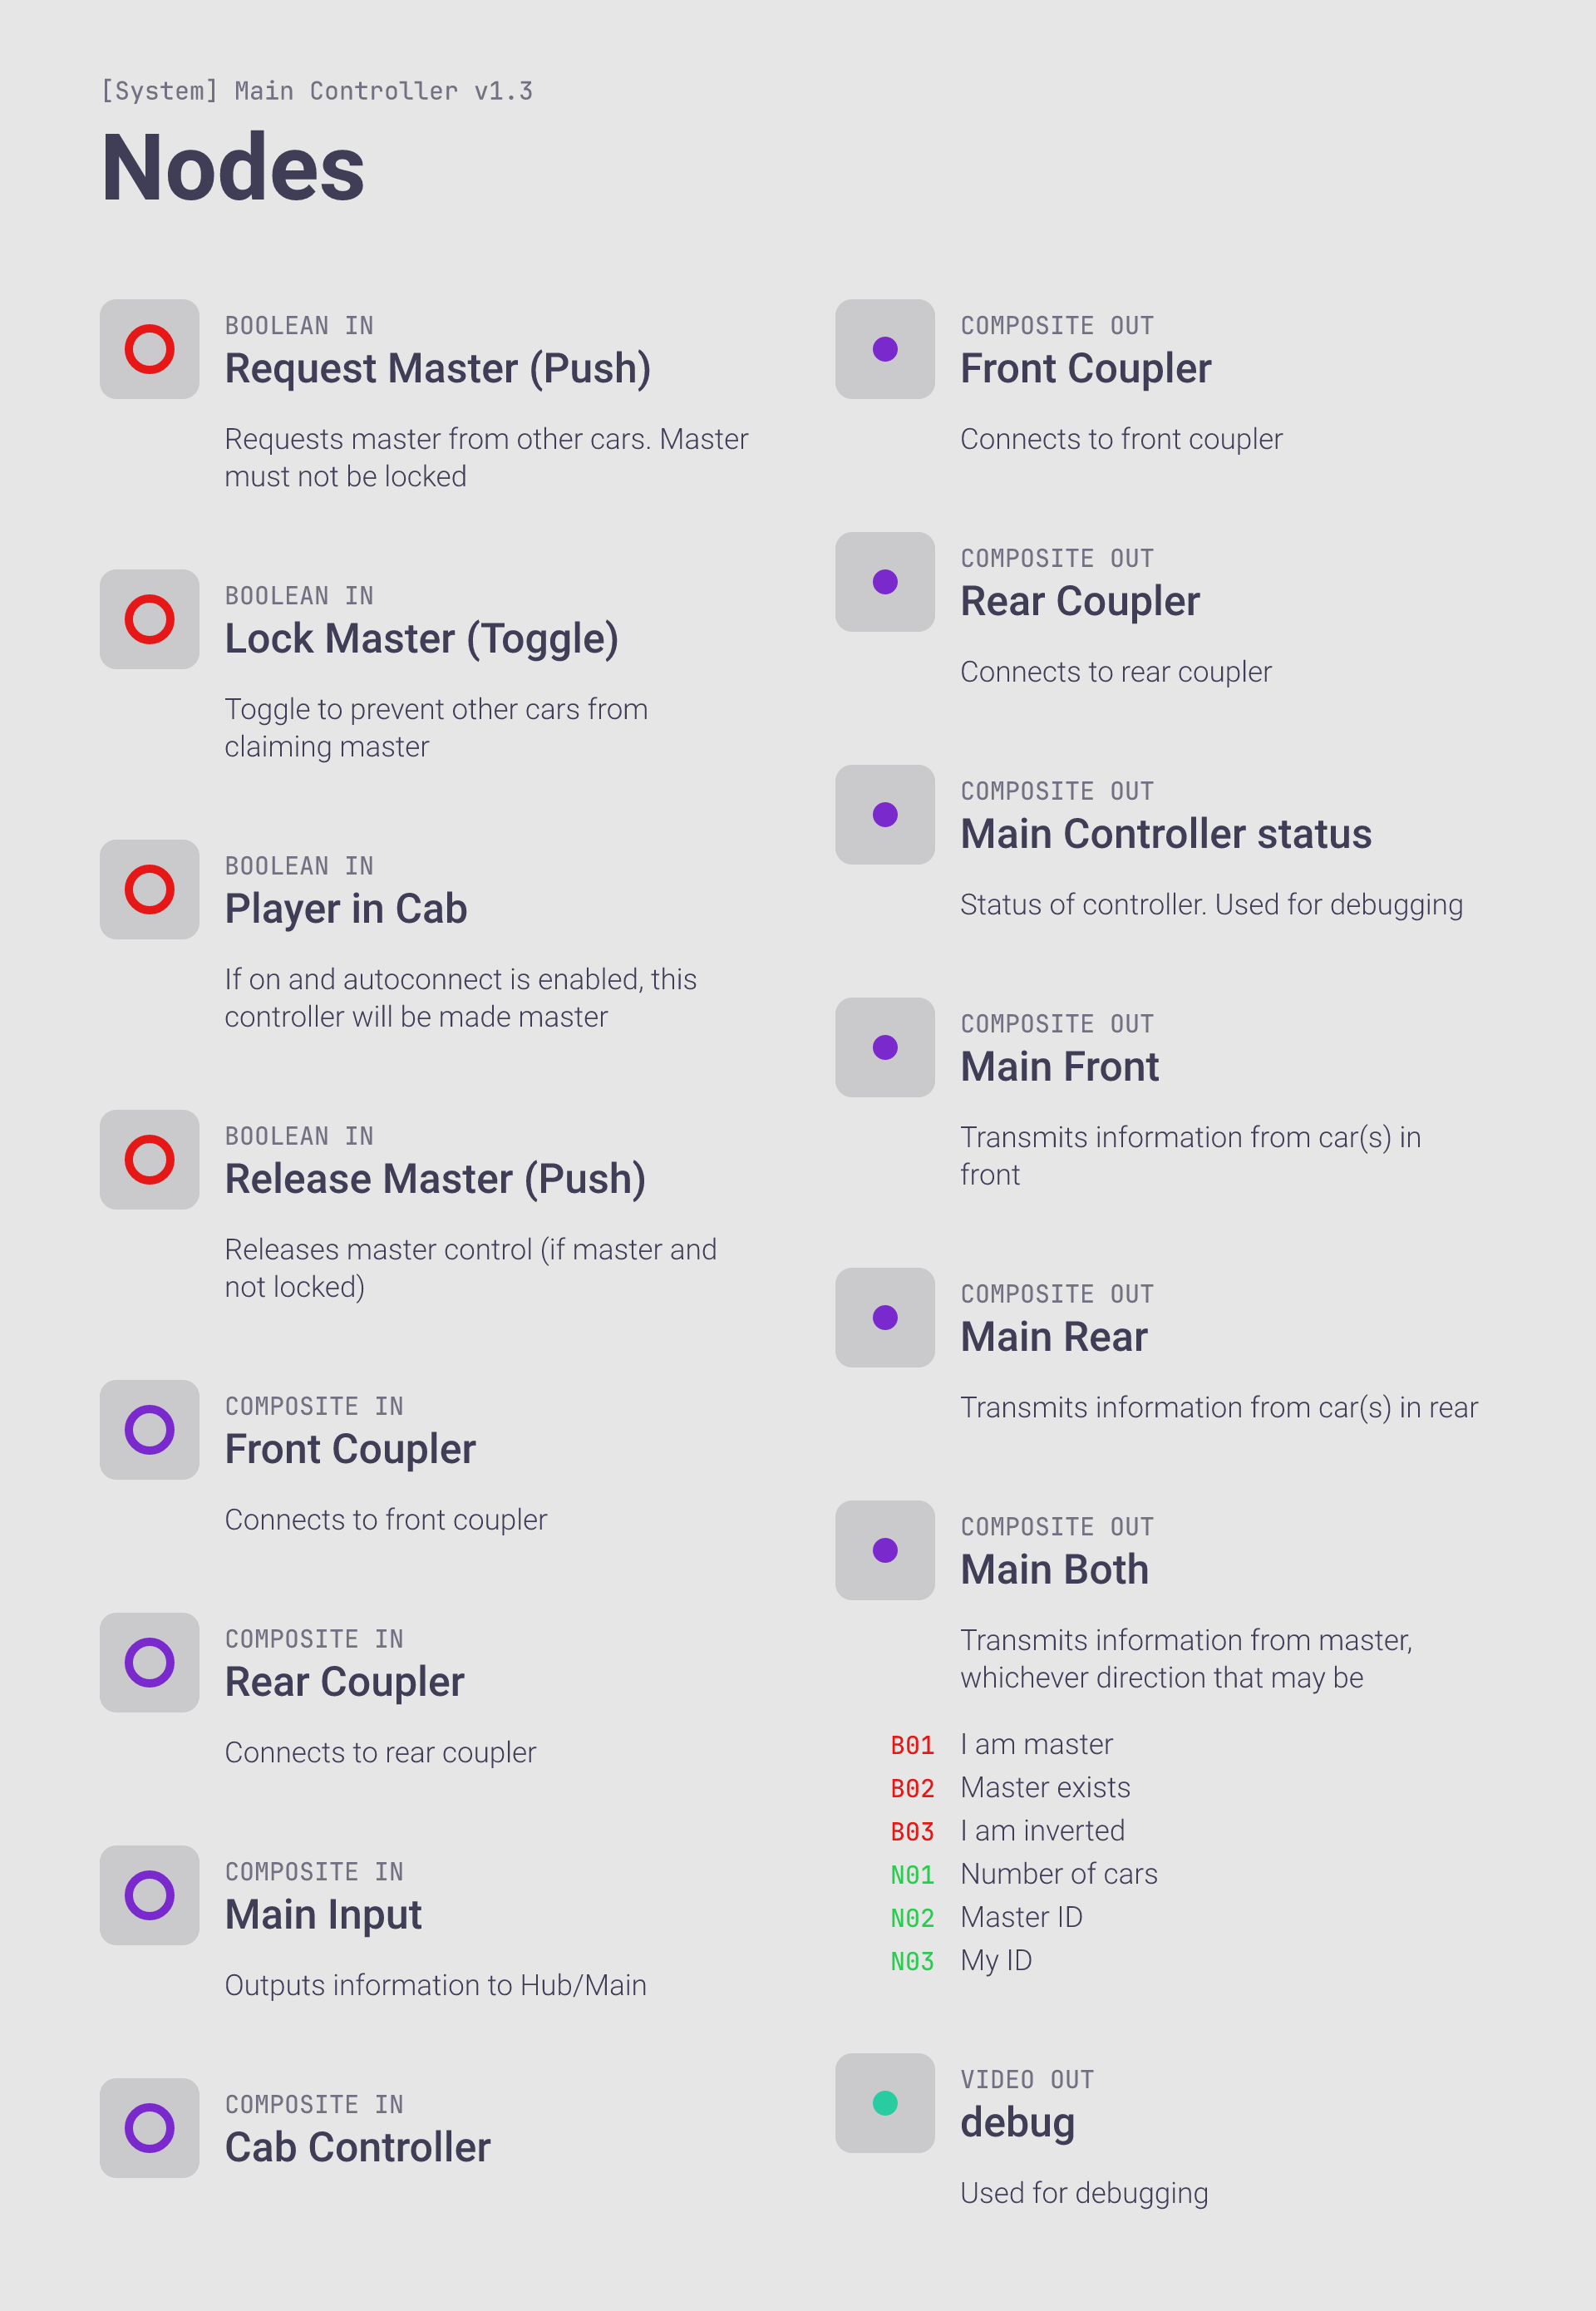 [System] Main Controller v1.3
Nodes
BOOLEAN IN
Request Master (Push)
Requests master from other cars. Master
must not be locked
BOOLEAN IN
Lock Master (Toggle)
Toggle to prevent other cars from
claiming master
BOOLEAN IN
Player in Cab
If on and autoconnect is enabled, this
controller will be made master
BOOLEAN IN
Release Master (Push)
Releases master control (if master and
not locked)
COMPOSITE IN
Front Coupler
Connects to front coupler
COMPOSITE IN
Rear Coupler
Connects to rear coupler
COMPOSITE IN
Main Input
Outputs information to Hub/Main
COMPOSITE IN
Cab Controller
COMPOSITE OUT
Front Coupler
Connects to front coupler
COMPOSITE OUT
Rear Coupler
Connects to rear coupler
COMPOSITE OUT
Main Controller status
Status of controller. Used for debugging
COMPOSITE OUT
Main Front
Transmits information from car(s) in
front
COMPOSITE OUT
Main Rear
Transmits information from car(s) in rear
COMPOSITE OUT
Main Both
Transmits information from master,
whichever direction that may be
B01 I am master
B02 Master exists
B03 I am inverted
N01 Number of cars
N02 Master ID
N03 My ID
VIDEO OUT
debug
Used for debugging